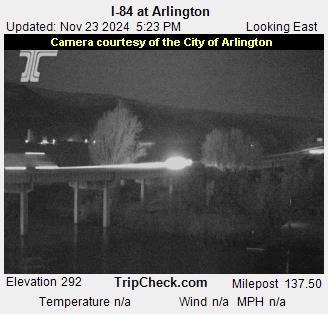 I-84 at Arlington
Updated: Nov 23 2024 5:23 PM Looking East
Camera courtesy of the City of Arlington
Elevation 292 TripCheck.com Milepost 137.50
Temperature n/a Wind n/a MPH n/a